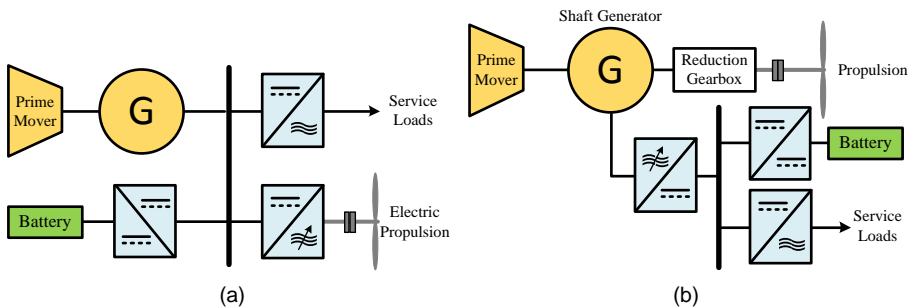 Prime
Mover
G
Service
Loads
Battery
Electric
Propulsion
(a)
Shaft Generator
Prime
Mover
G
Reduction
Gearbox
Propulsion
Battery
Service
Loads
(b)